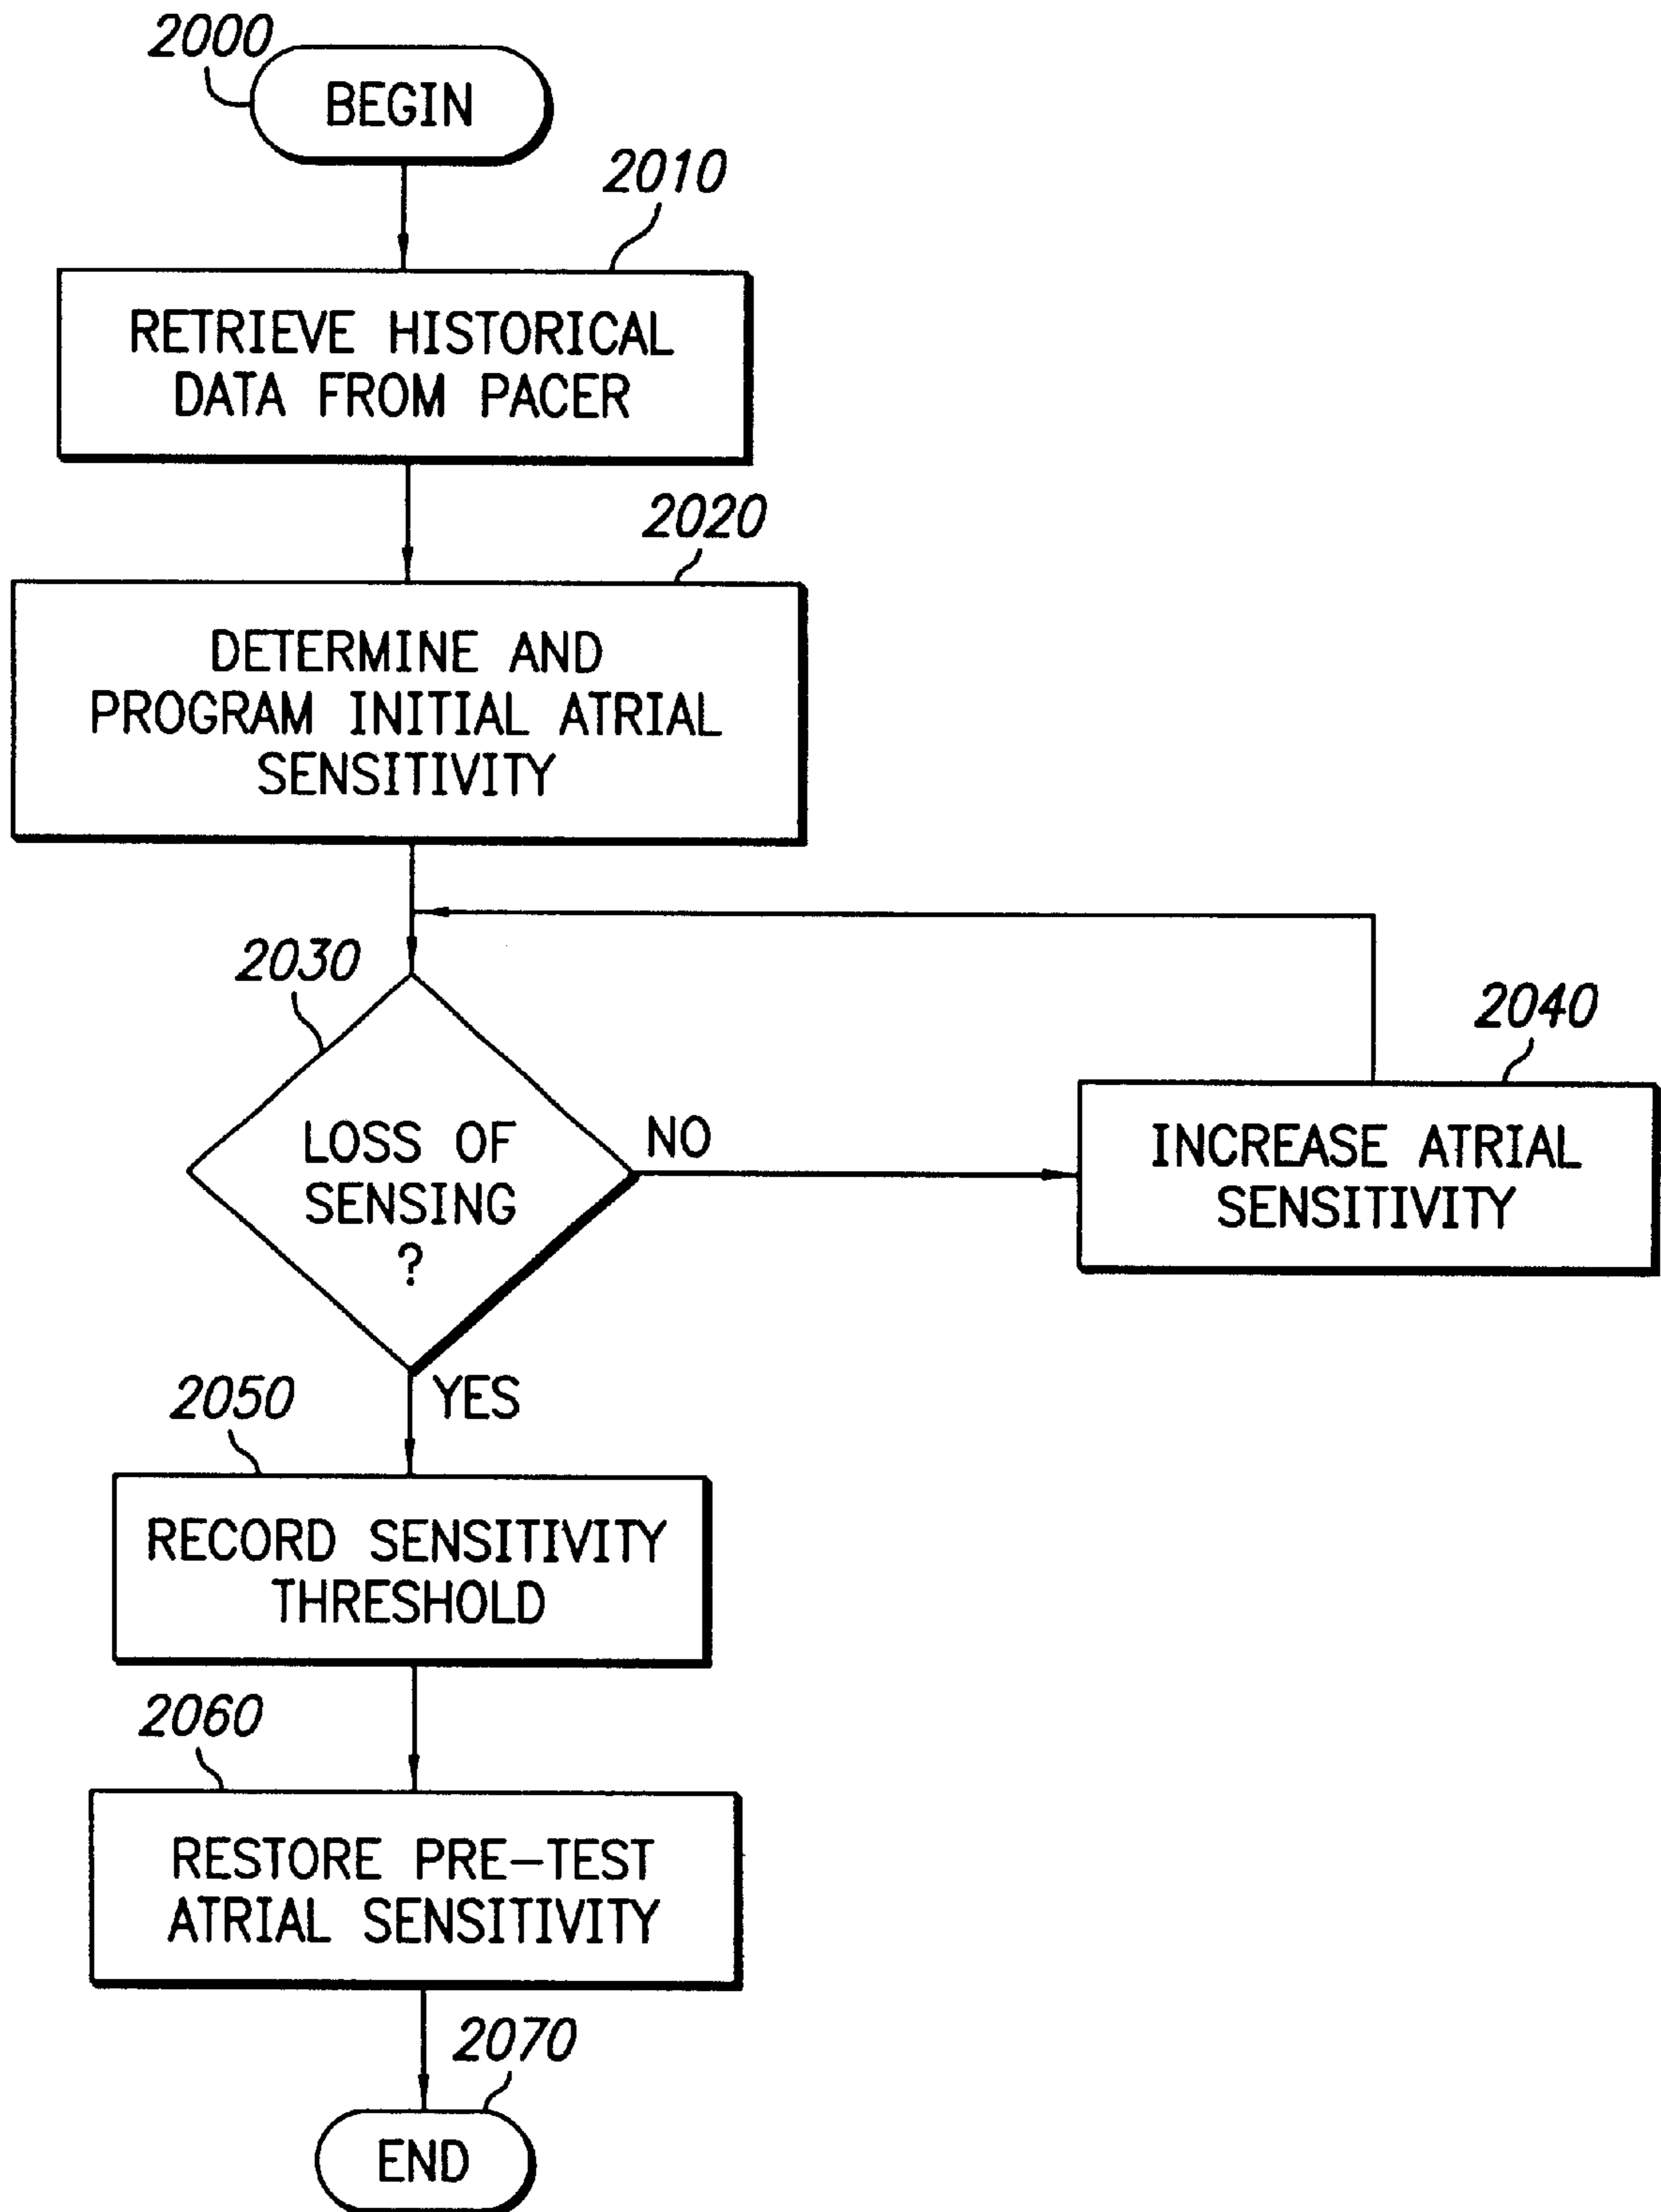 2000
BEGIN
2010
RETRIEVE HISTORICAL
DATA FROM PACER
2020
DETERMINE AND
PROGRAM INITIAL ATRIAL
SENSITIVITY
2030
LOSS OF
SENSING
?
NO
2040
INCREASE ATRIAL
SENSITIVITY
YES
2050
RECORD SENSITIVITY
THRESHOLD
2060
RESTORE PRE-TEST
ATRIAL SENSITIVITY
2070
END